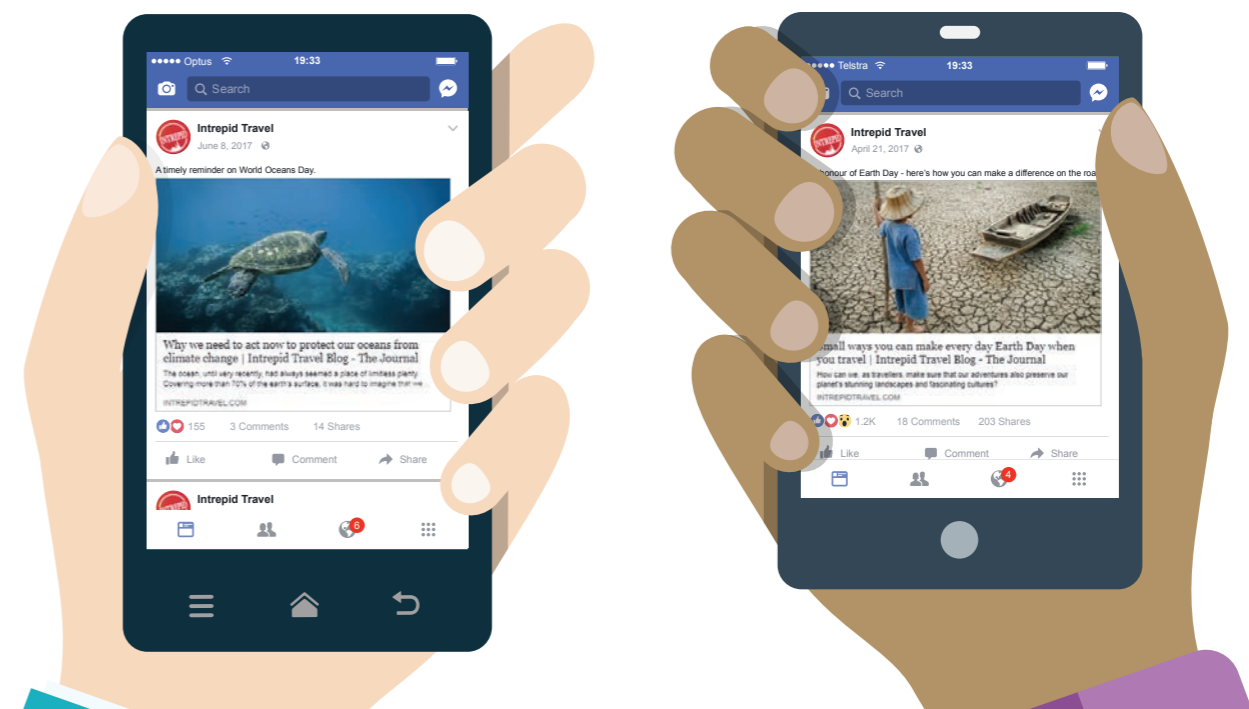 Optus 19:33
Search
INTREPID
Intrepid Travel
June 8, 2017
A timely reminder on World Oceans Day.
Why we need to act now to protect our oceans from
climate change | Intrepid Travel Blog - The Journal
The ocean, until very recently, had always seemed a place of limitless plenty.
Covering more than 70% of the earth's surface, it was hard to imagine that we
INTREPIDTRAVEL.COM
155 3 Comments 14 Shares
Like Comment Share
Intrepid Travel
6
Telstra 19:33
Search
INTREPID
Intrepid Travel
April 21, 2017
honour of Earth Day - here's how you can make a difference on the roa
mall ways you can make every day Earth Day when
you travel | Intrepid Travel Blog - The Journal
How can we, as travellers, make sure that our adventures also preserve our
planet's stunning landscapes and fascinating cultures?
INTREPIDTRAVEL.COM
1.2K 18 Comments 203 Shares
Like Comment Share
4